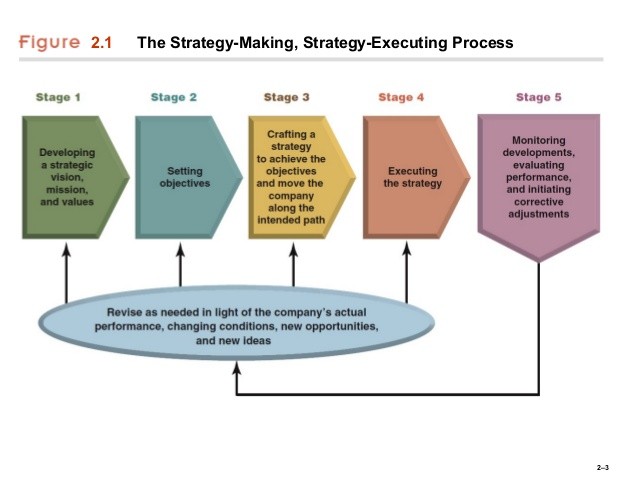 Figure 2.1 The Strategy-Making, Strategy-Executing Process
Stage 1
Developing
a strategic
vision,
mission,
and values
Stage 2
Setting
objectives
Stage 3
Crafting a
strategy
to achieve the
objectives
and move the
company
along the
intended path
Stage 4
Executing
the strategy
Stage 5
Monitoring
developments,
evaluating
performance,
and initiating
corrective
adjustments
Revise as needed in light of the company's actual
performance, changing conditions, new opportunities,
and new ideas
2–3